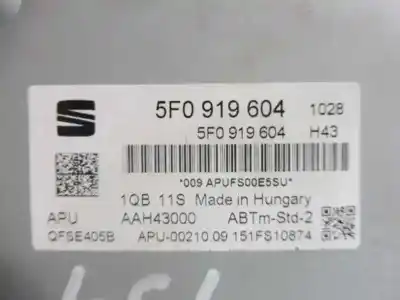 5F0 919 604 1028
5F0 919 604 H43
*009 APUFS00E5SU*
1QB 11S Made in Hungary
APU AAH43000 ABTm-Std-2
QFSE405B APU-00210 09 151FS10874